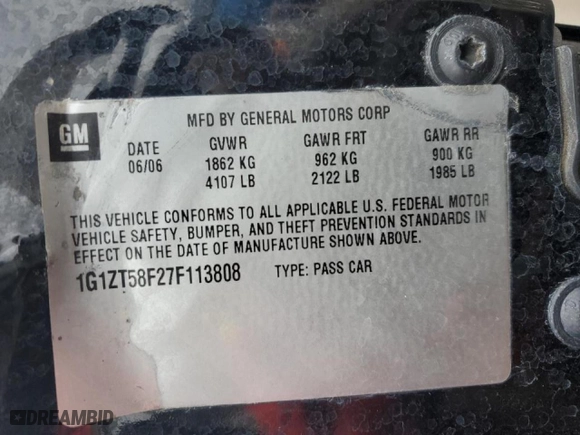 MFD BY GENERAL MOTORS CORP
GM
DATE GVWR GAWR FRT GAWR RR
06/06 1862 KG 962 KG 900 KG
4107 LB 2122 LB 1985 LB
THIS VEHICLE CONFORMS TO ALL APPLICABLE U.S. FEDERAL MOTOR
VEHICLE SAFETY, BUMPER, AND THEFT PREVENTION STANDARDS IN
EFFECT ON THE DATE OF MANUFACTURE SHOWN ABOVE.
1G1ZT58F27F113808 TYPE: PASS CAR
DREAMBID